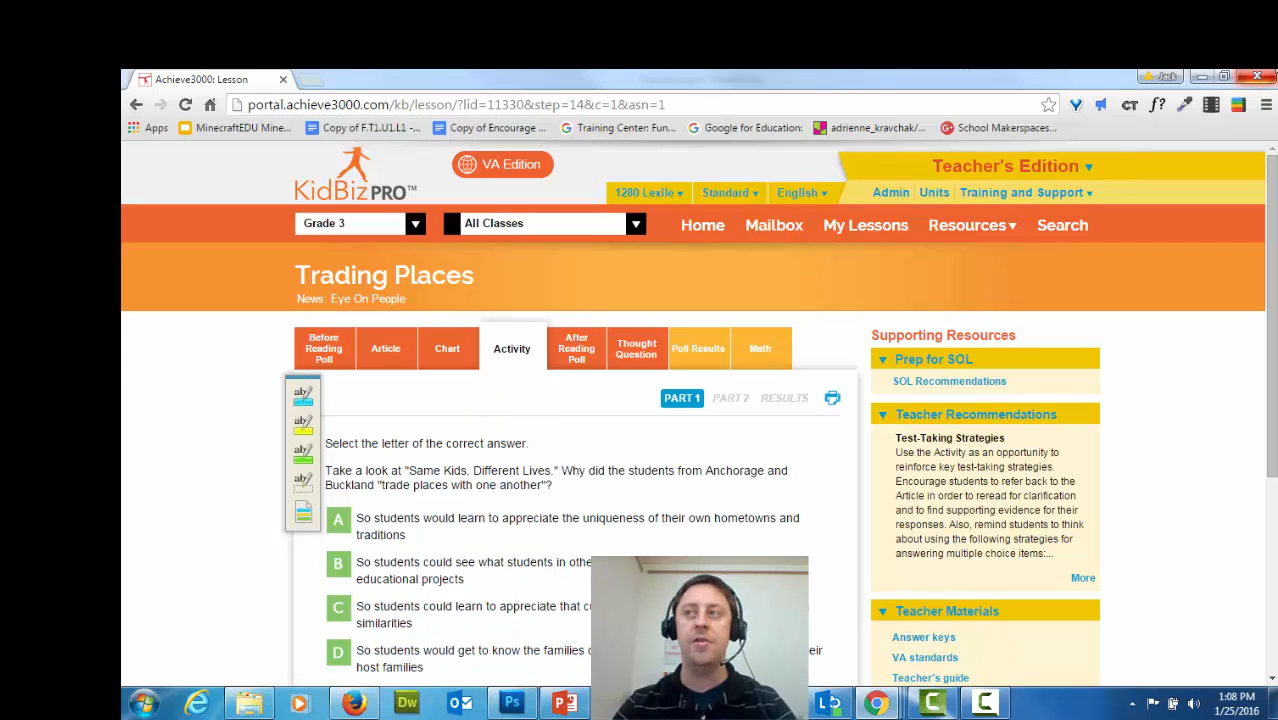 Achieve3000: Lesson
Jack
portal.achieve3000.com/kb/lesson/?lid=11330&step=14&c=1&asn=1
Apps MinecraftEDU Mine... Copy of F.T1.U1.L1 -... Copy of Encourage ... Training Center: Fun... Google for Education: adrienne_kravchak/... School Makerspaces...
KidBizPRO™ VA Edition Teacher's Edition
1280 Lexile Standard English Admin Units Training and Support
Grade 3 All Classes Home Mailbox My Lessons Resources Search
Trading Places
News: Eye On People
Before Reading Poll
Article
Chart
Activity
After Reading Poll
Thought Question
Poll Results
Math
PART 1 PART 2 RESULTS
Select the letter of the correct answer.
Take a look at "Same Kids, Different Lives." Why did the students from Anchorage and
Buckland "trade places with one another"?
A So students would learn to appreciate the uniqueness of their own hometowns and
traditions
B So students could see what students in
educational projects
C So students could learn to appreciate that
similarities
D So students would get to know the families
host families
Supporting Resources
Prep for SOL
SOL Recommendations
Teacher Recommendations
Test-Taking Strategies
Use the Activity as an opportunity to
reinforce key test-taking strategies.
Encourage students to refer back to the
Article in order to reread for clarification
and to find supporting evidence for their
responses. Also, remind students to think
about using the following strategies for
answering multiple choice items:...
More
Teacher Materials
Answer keys
VA standards
Teacher's guide
1:08 PM
1/25/2016